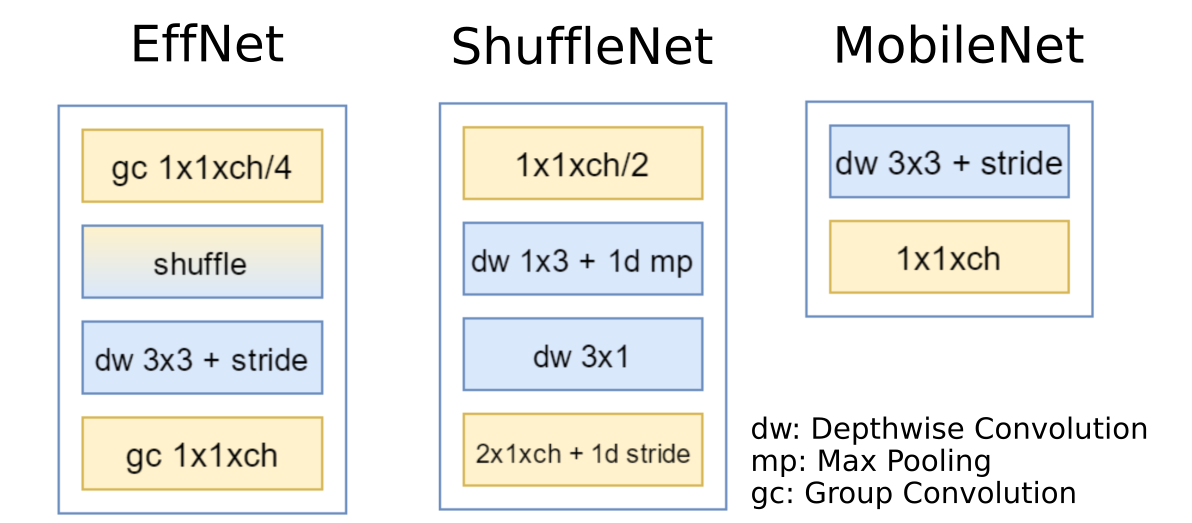 EffNet
gc 1x1xch/4
shuffle
dw 3x3 + stride
gc 1x1xch
ShuffleNet
1x1xch/2
dw 1x3 + 1d mp
dw 3x1
2x1xch + 1d stride
MobileNet
dw 3x3 + stride
1x1xch
dw: Depthwise Convolution
mp: Max Pooling
gc: Group Convolution